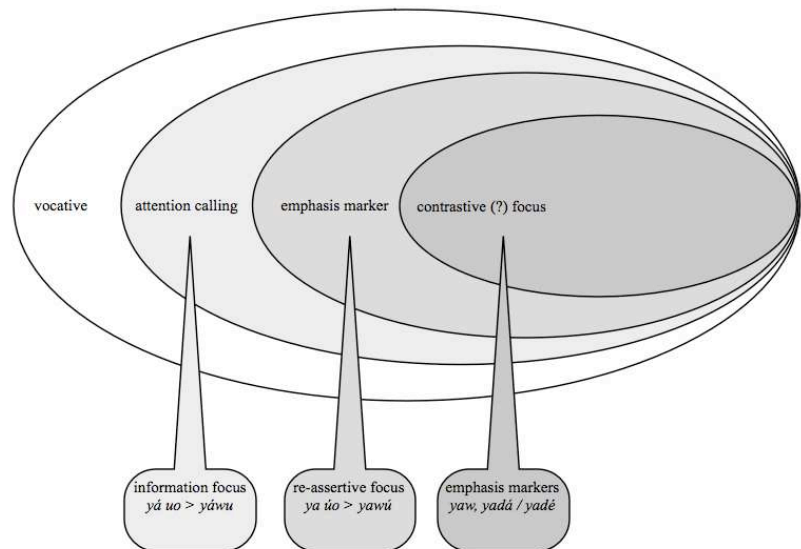 vocative
attention calling
emphasis marker
contrastive (?) focus
information focus
yá uo > yáwu
re-assertive focus
ya úo > yawú
emphasis markers
yaw, yadá / yadé